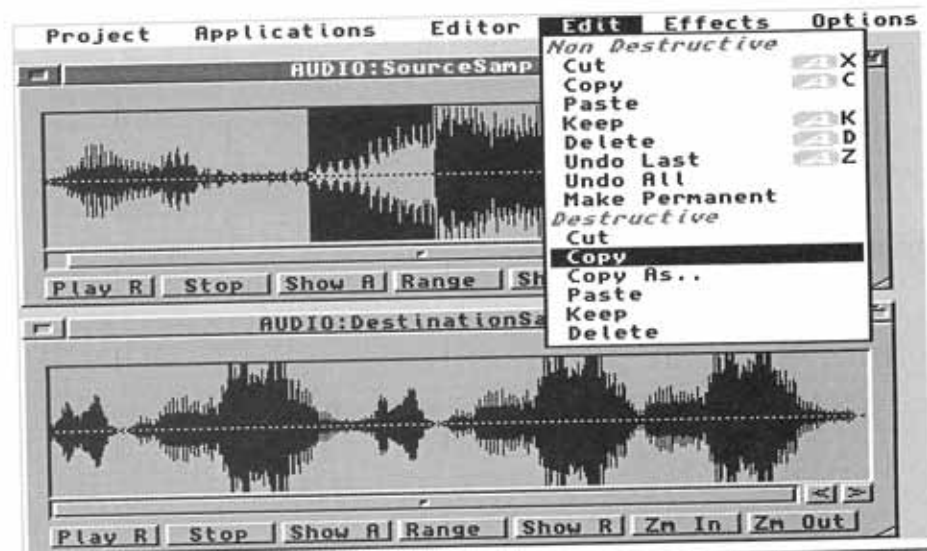 Project Applications Editor Edit Effects Options
AUDIO:SourceSamp
Non Destructive
Cut X
Copy C
Paste
Keep K
Delete D
Undo Last Z
Undo All
Make Permanent
Destructive
Cut
Copy
Copy As..
Paste
Keep
Delete
Play R Stop Show A Range Sh
AUDIO:DestinationSa
< >
Play R Stop Show A Range Show R Zm In Zm Out